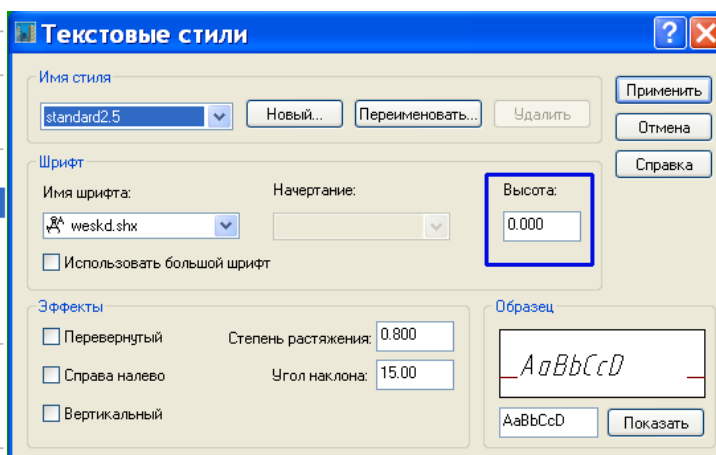 Текстовые стили
Имя стиля
standard2.5
Новый...
Переименовать...
Удалить
Применить
Отмена
Справка
Шрифт
Имя шрифта:
Начертание:
Высота:
weskd.shx
0.000
Использовать большой шрифт
Эффекты
Перевернутый
Степень растяжения: 0.800
Справа налево
Угол наклона: 15.00
Вертикальный
Образец
AaBbCcD
AaBbCcD
Показать